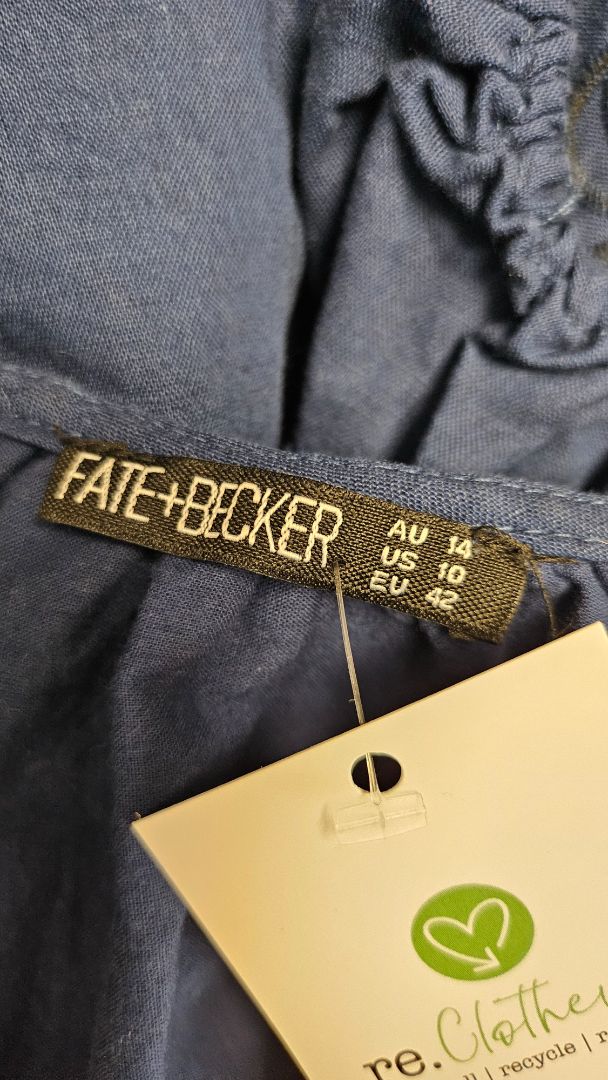 FATE+BECKER
AU 14
US 10
EU 42
re.Clothe
| recycle |